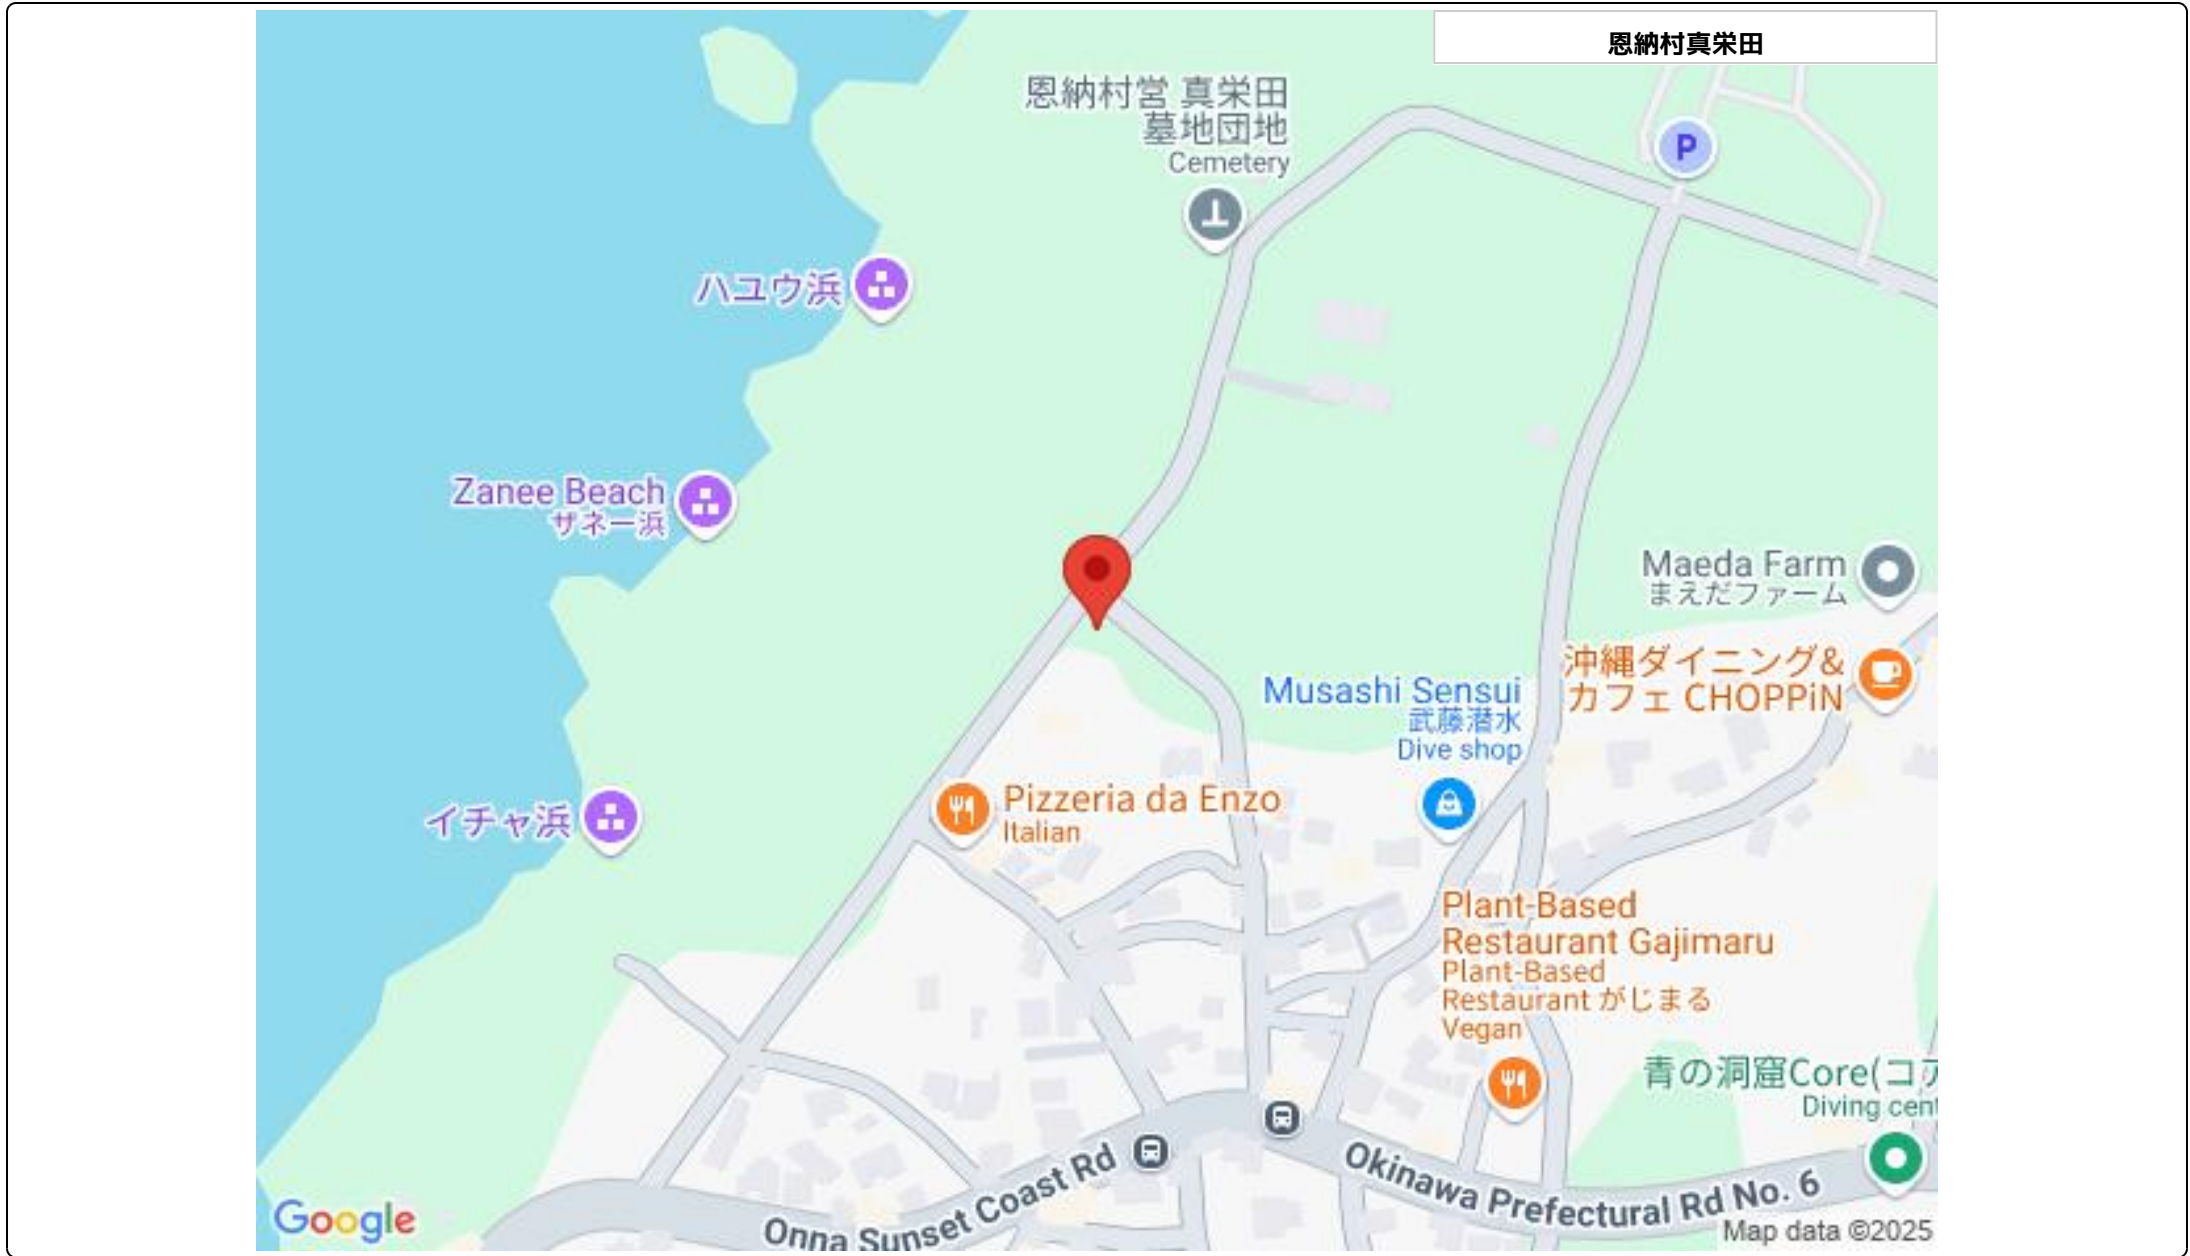 恩納村真栄田
恩納村営 真栄田
墓地団地
Cemetery
P
ハユウ浜
Zanee Beach
ザネー浜
Maeda Farm
まえだファーム
沖縄ダイニング&
カフェ CHOPPiN
Musashi Sensui
武藤潜水
Dive shop
イチャ浜
Pizzeria da Enzo
Italian
Plant-Based
Restaurant Gajimaru
Plant-Based
Restaurant がじまる
Vegan
青の洞窟Core(コア
Diving cent
Onna Sunset Coast Rd
Okinawa Prefectural Rd No. 6
Google
Map data ©2025